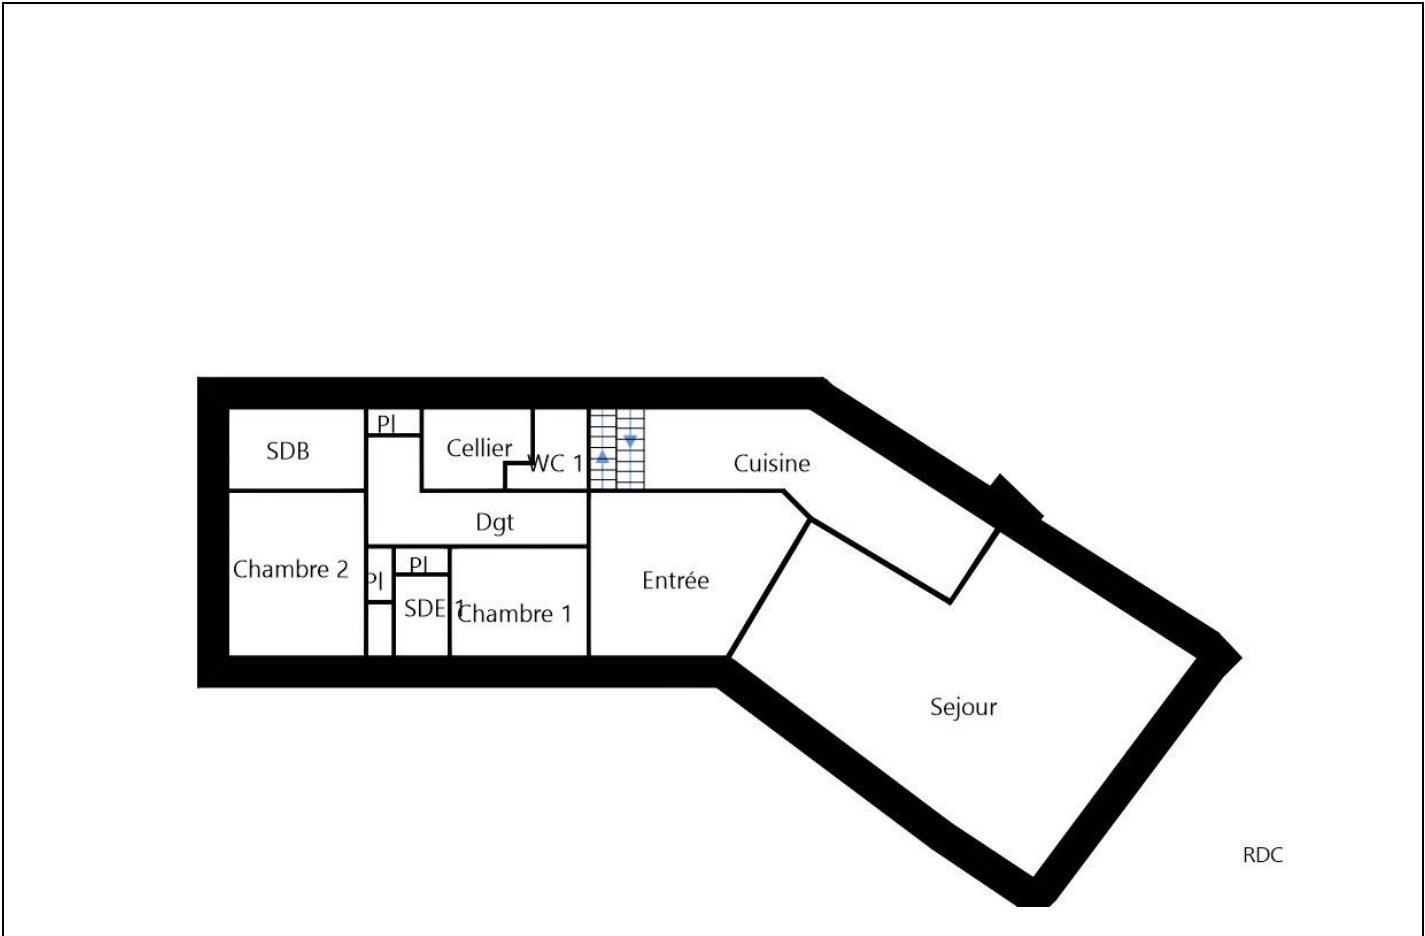 Pl
SDB
Cellier
WC 1
Cuisine
Dgt
Chambre 2
Pl
Pl
Entrée
SDE 1
Chambre 1
Sejour
RDC